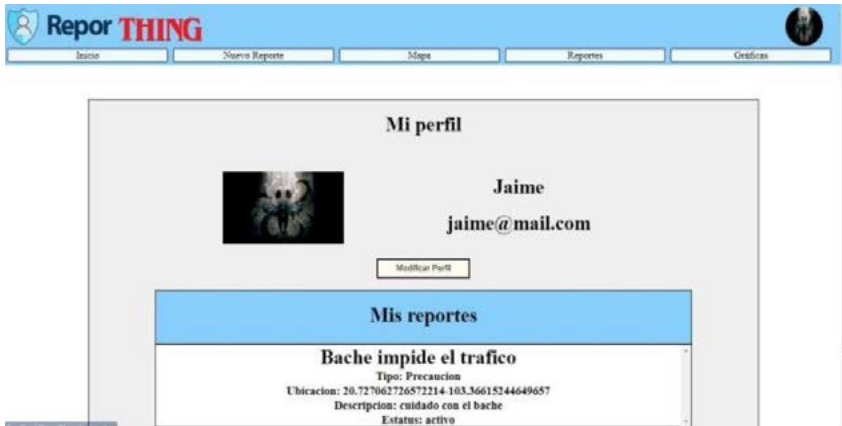 Repor THING
Inicio
Nuevo Reporte
Mapa
Reportes
Gráficas
Mi perfil
Jaime
jaime@mail.com
Modificar Perfil
Mis reportes
Bache impide el trafico
Tipo: Precaucion
Ubicacion: 20.727062726572214-103.36615244649657
Descripcion: cuidado con el bache
Estatus: activo